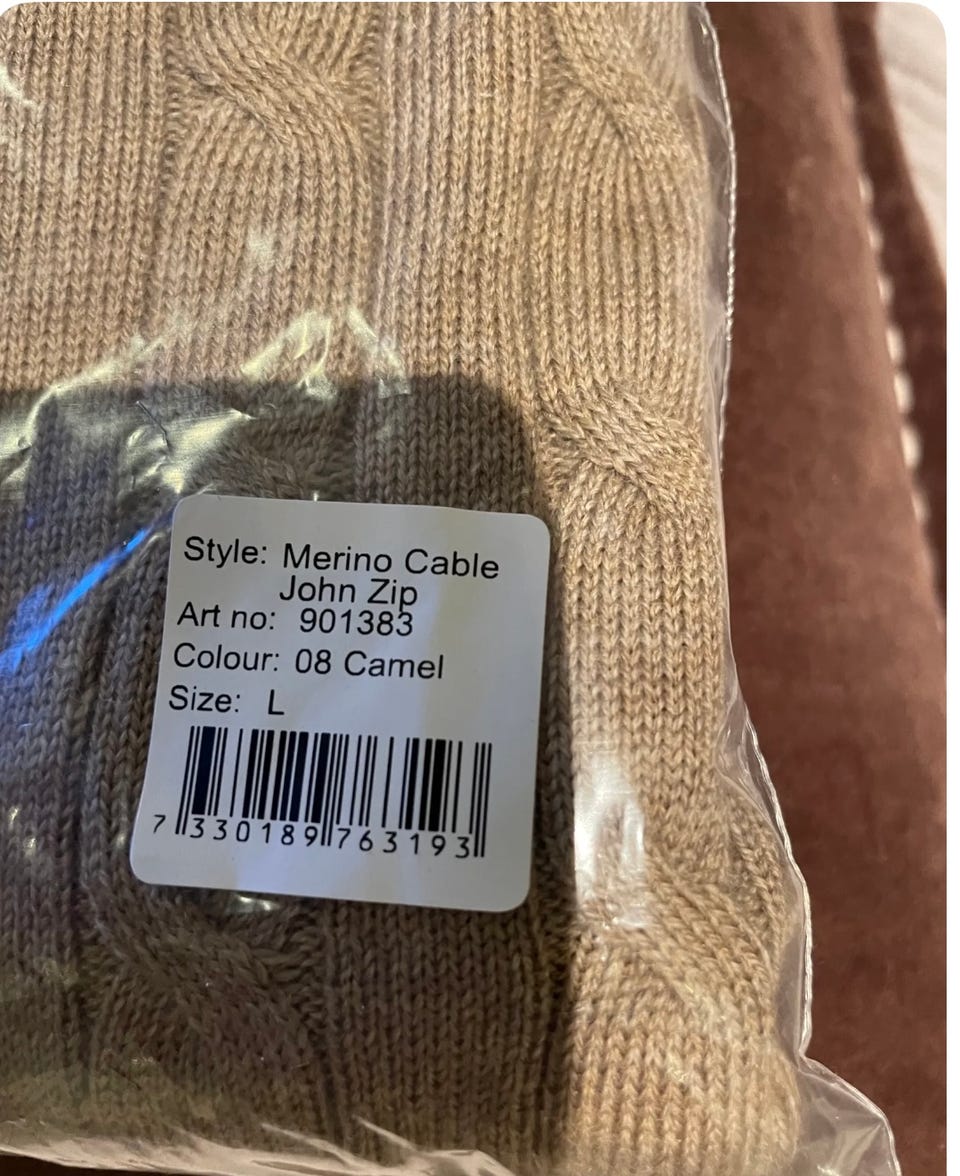 Style: Merino Cable
John Zip
Art no: 901383
Colour: 08 Camel
Size: L
7 330189 763193